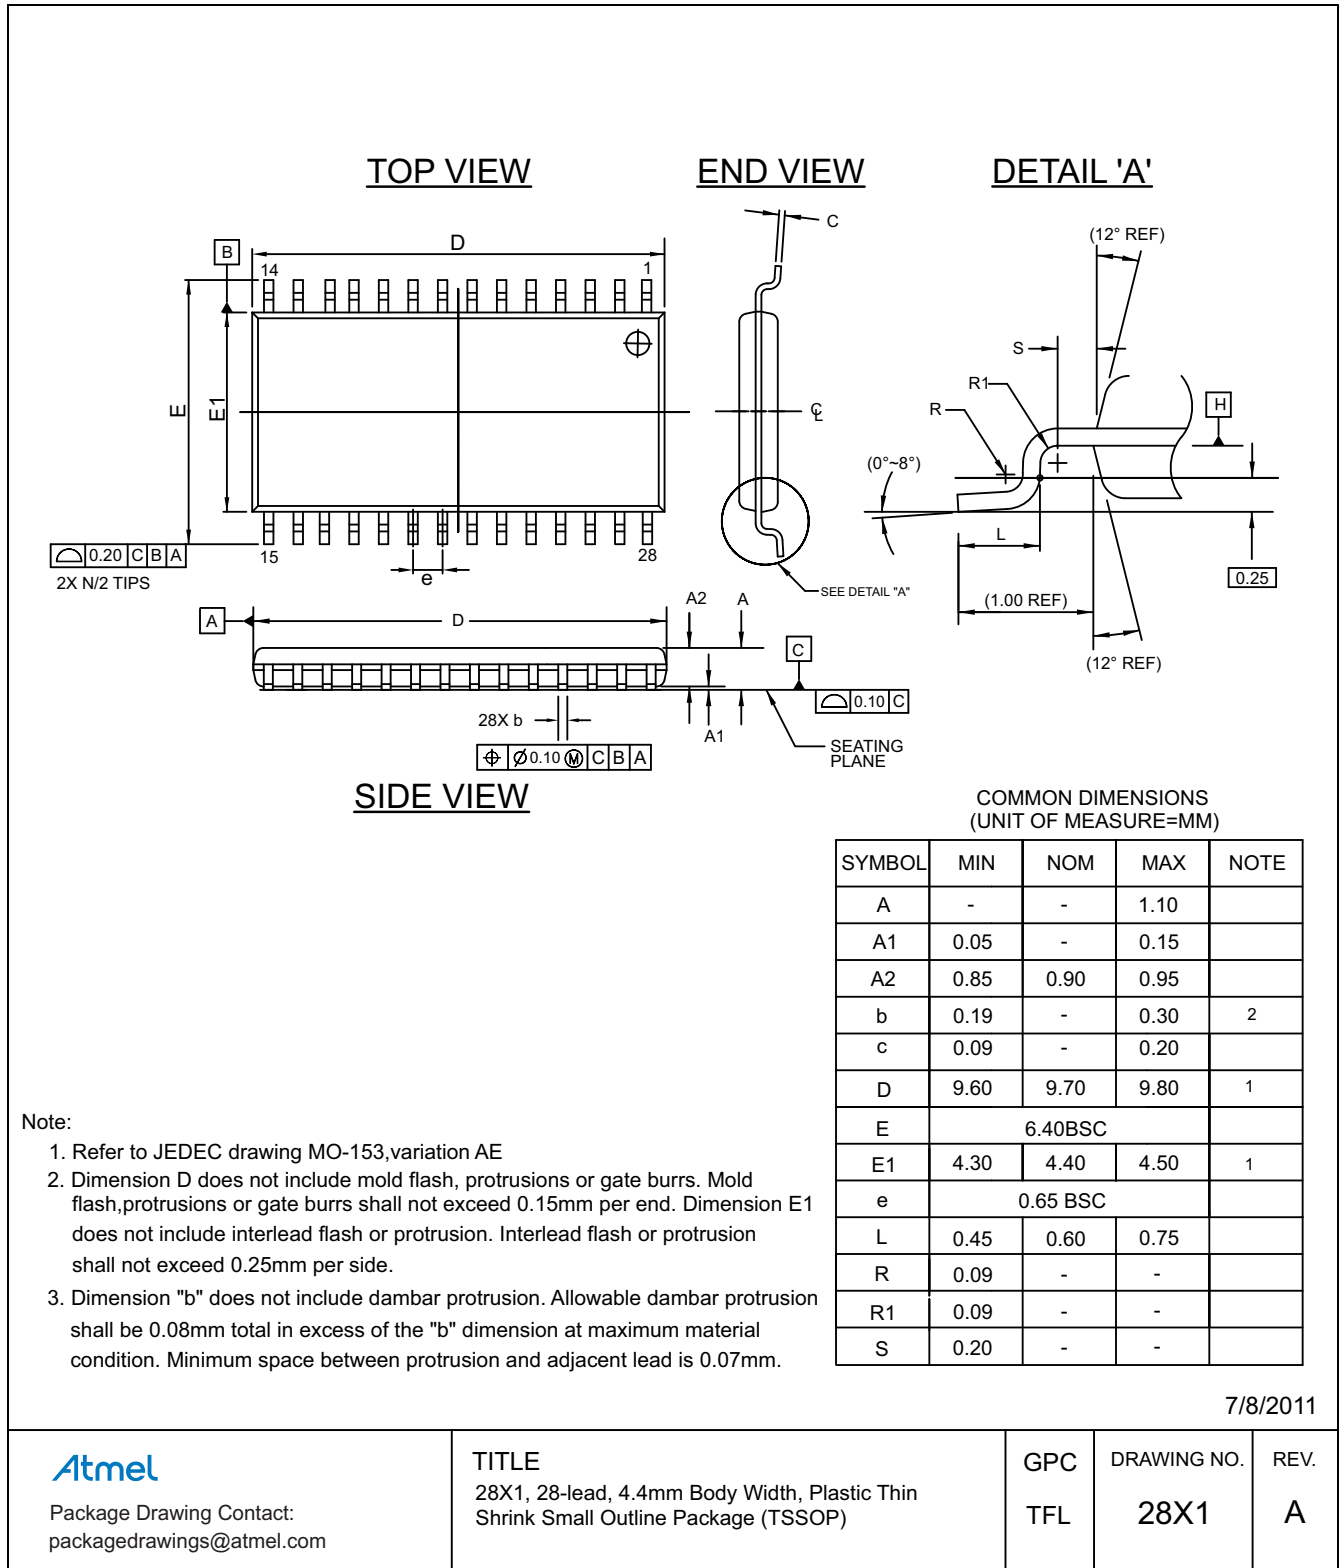 TOP VIEW
END VIEW
DETAIL 'A'
C
(12° REF)
B
D
14
1
S
R1
R
H
E
E1
C
L
(0°~8°)
L
15
28
0.20 C B A
2X N/2 TIPS
e
SEE DETAIL "A"
0.25
(1.00 REF)
(12° REF)
A
D
A2
A
C
0.10 C
28X b
A1
SEATING
PLANE
⌖ Ø0.10 Ⓜ C B A
SIDE VIEW
COMMON DIMENSIONS
(UNIT OF MEASURE=MM)
SYMBOL MIN NOM MAX NOTE
A - - 1.10
A1 0.05 - 0.15
A2 0.85 0.90 0.95
b 0.19 - 0.30 2
c 0.09 - 0.20
D 9.60 9.70 9.80 1
E 6.40BSC
E1 4.30 4.40 4.50 1
e 0.65 BSC
L 0.45 0.60 0.75
R 0.09 - -
R1 0.09 - -
S 0.20 - -
Note:
1. Refer to JEDEC drawing MO-153,variation AE
2. Dimension D does not include mold flash, protrusions or gate burrs. Mold
flash,protrusions or gate burrs shall not exceed 0.15mm per end. Dimension E1
does not include interlead flash or protrusion. Interlead flash or protrusion
shall not exceed 0.25mm per side.
3. Dimension "b" does not include dambar protrusion. Allowable dambar protrusion
shall be 0.08mm total in excess of the "b" dimension at maximum material
condition. Minimum space between protrusion and adjacent lead is 0.07mm.
7/8/2011
Atmel
Package Drawing Contact:
packagedrawings@atmel.com
TITLE
28X1, 28-lead, 4.4mm Body Width, Plastic Thin
Shrink Small Outline Package (TSSOP)
GPC
TFL
DRAWING NO.
28X1
REV.
A